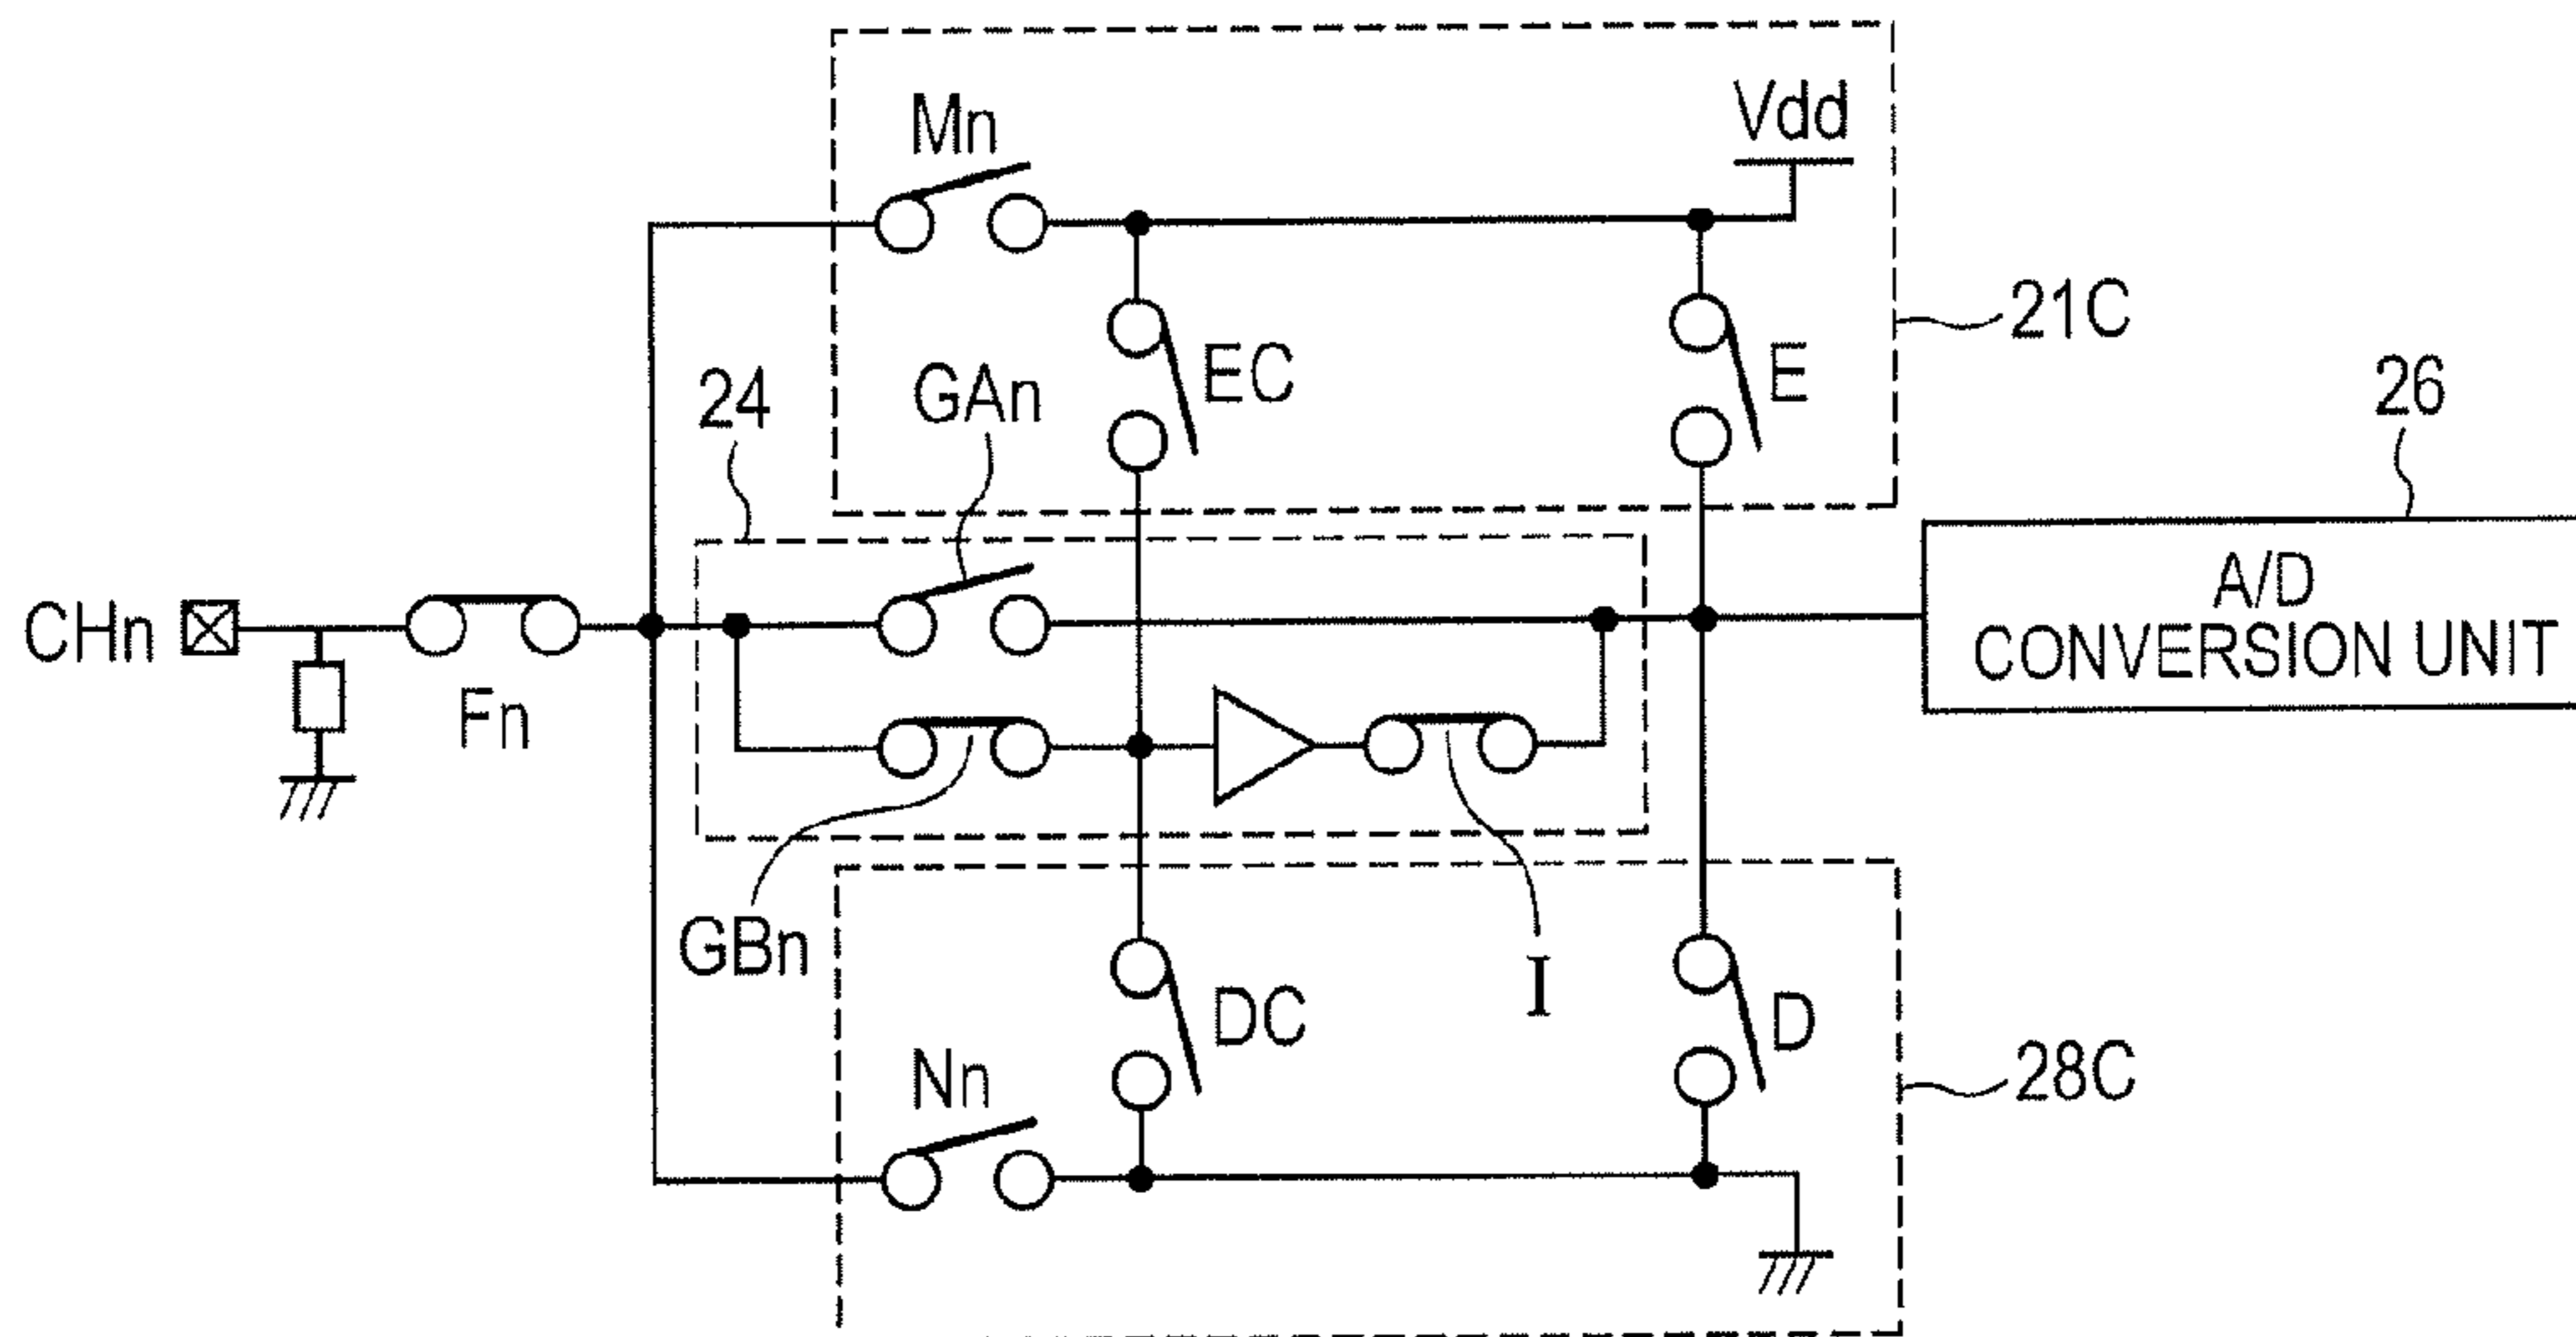 Mn
Vdd
21C
EC
E
24
GAn
26
A/D
CONVERSION UNIT
CHn
Fn
GBn
I
DC
D
Nn
28C